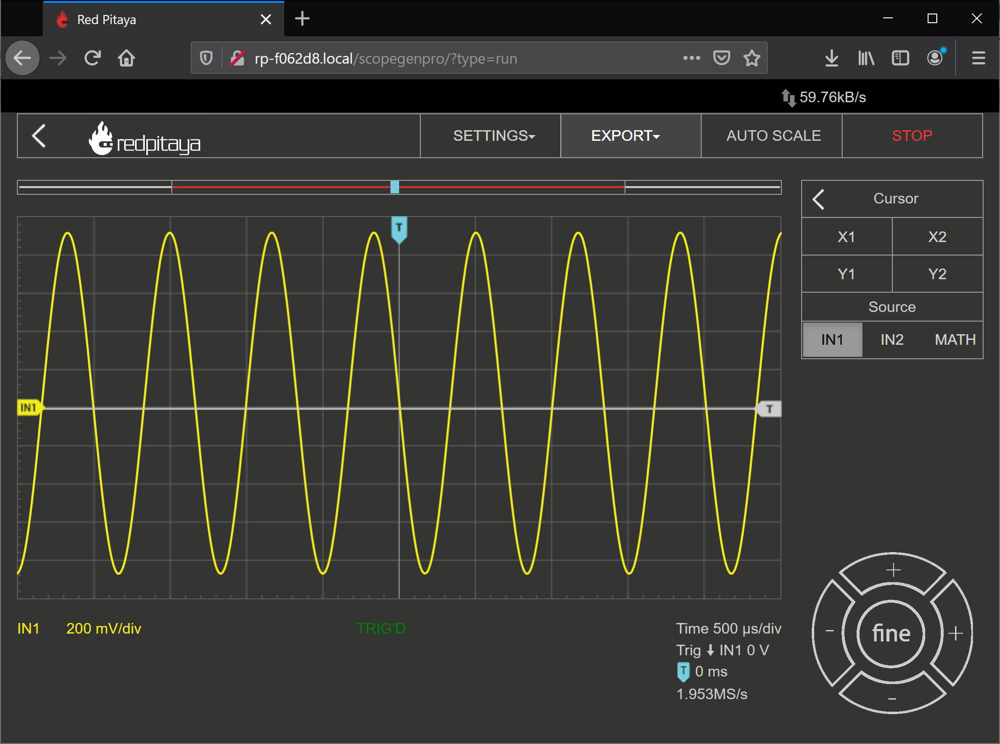 Red Pitaya
rp-f062d8.local/scopegenpro/?type=run
59.76kB/s
redpitaya
SETTINGS
EXPORT
AUTO SCALE
STOP
Cursor
X1 X2
Y1 Y2
Source
IN1 IN2 MATH
T
IN1
T
IN1 200 mV/div
TRIG'D
Time 500 µs/div
Trig IN1 0 V
T 0 ms
1.953MS/s
+
- fine +
-